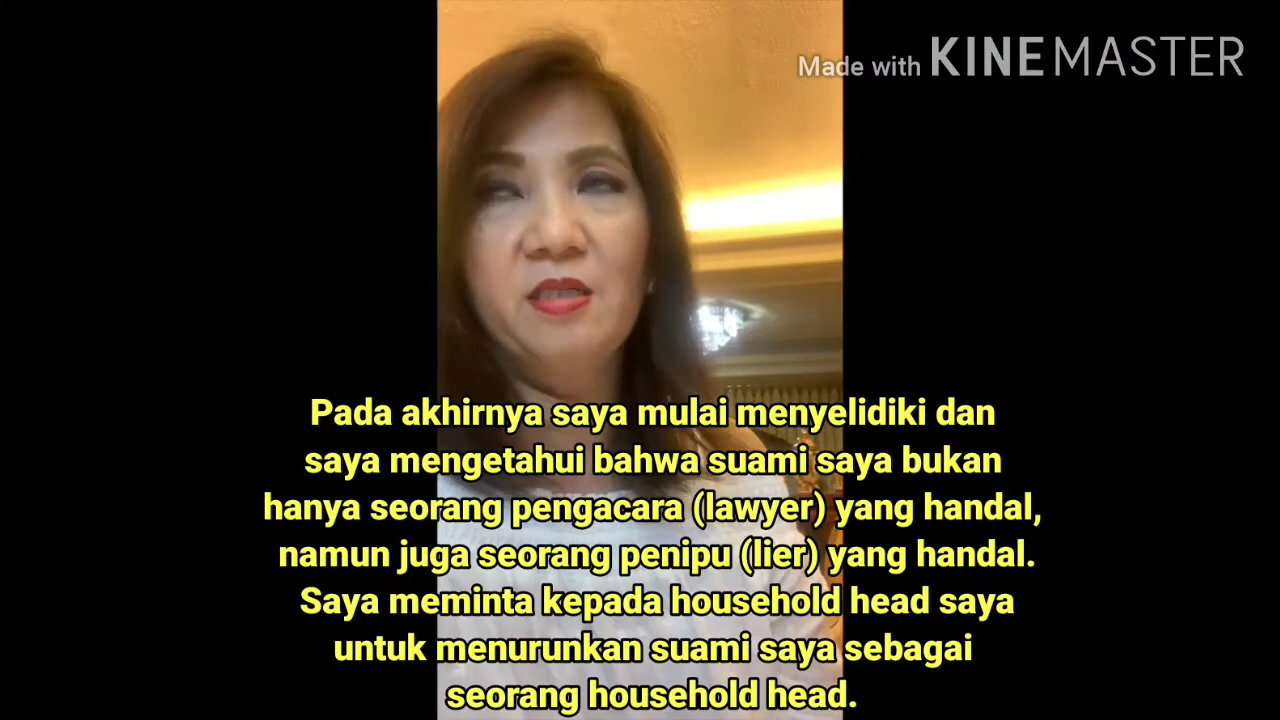 Made with KINEMASTER
Pada akhirnya saya mulai menyelidiki dan
saya mengetahui bahwa suami saya bukan
hanya seorang pengacara (lawyer) yang handal,
namun juga seorang penipu (lier) yang handal.
Saya meminta kepada household head saya
untuk menurunkan suami saya sebagai
seorang household head.